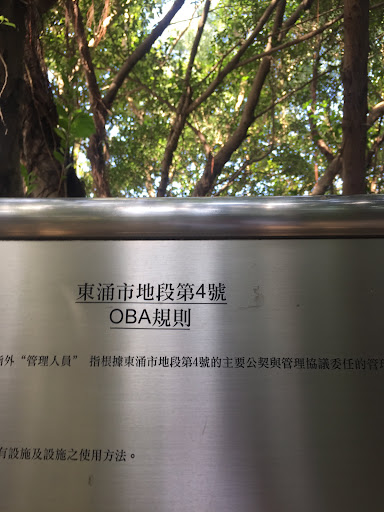 東涌市地段第4號
OBA規則
外“管理人員” 指根據東涌市地段第4號的主要公契與管理協議委任的管
有設施及設施之使用方法。